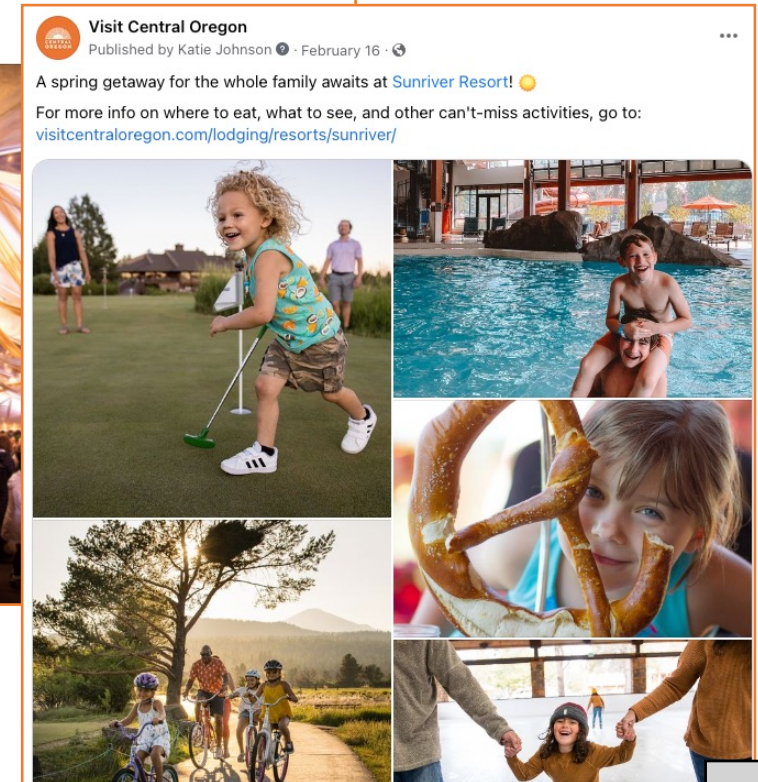 CENTRAL
OREGON
Visit Central Oregon
Published by Katie Johnson ? · February 16 ·
A spring getaway for the whole family awaits at Sunriver Resort! 🌞
For more info on where to eat, what to see, and other can't-miss activities, go to:
visitcentraloregon.com/lodging/resorts/sunriver/